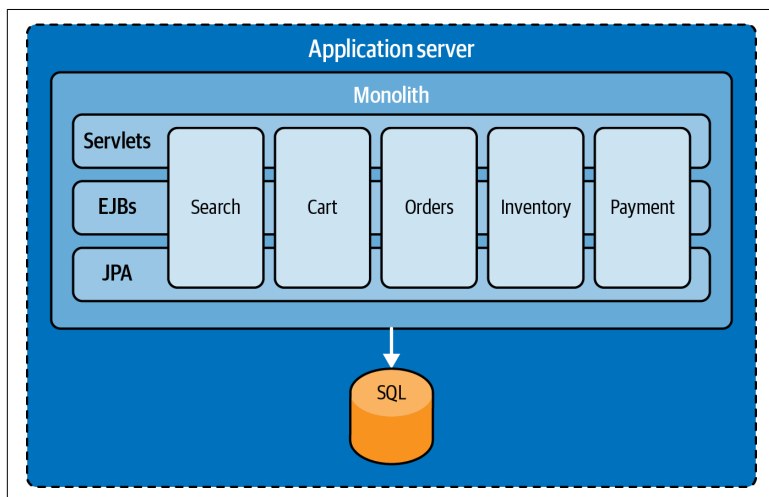 Application server
Monolith
Servlets
EJBs
JPA
Search
Cart
Orders
Inventory
Payment
SQL